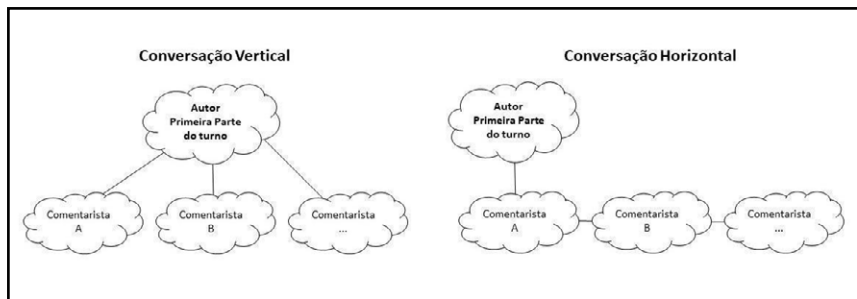 Conversação Vertical
Autor
Primeira Parte
do turno
Comentarista
A
Comentarista
B
Comentarista
...
Conversação Horizontal
Autor
Primeira Parte
do turno
Comentarista
A
Comentarista
B
Comentarista
...